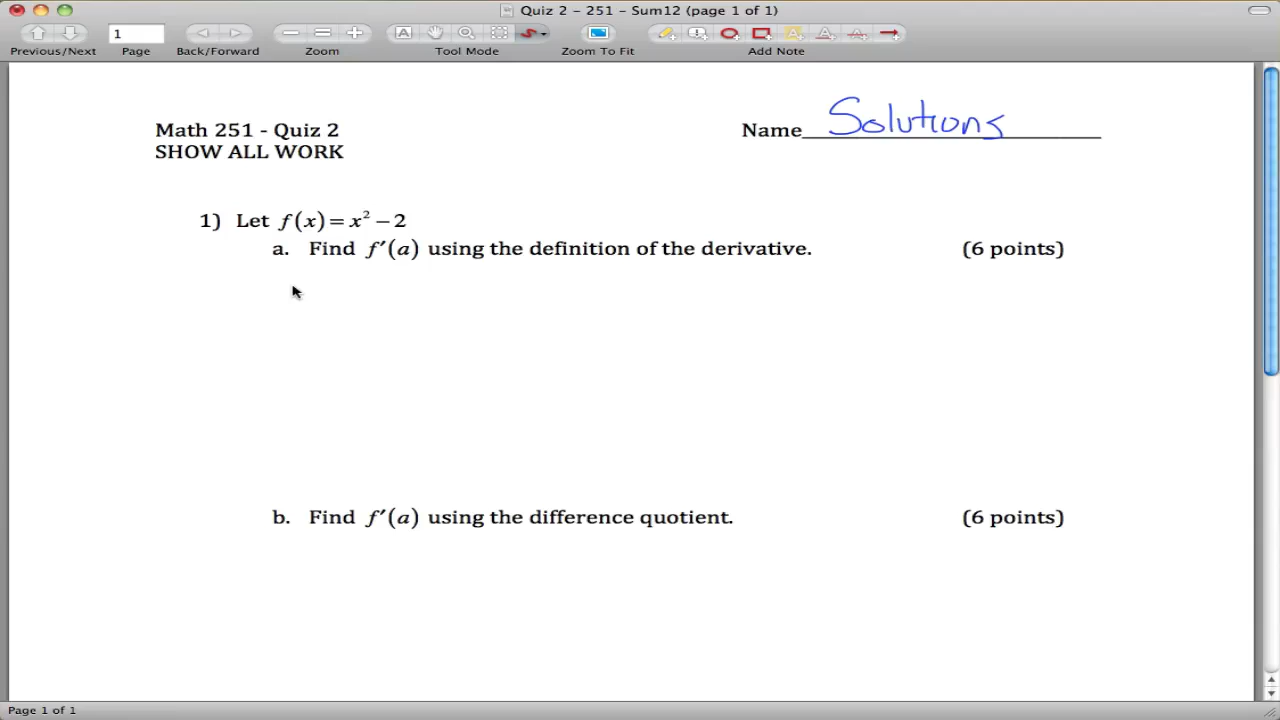 Quiz 2 - 251 - Sum12 (page 1 of 1)
1
Previous/Next Page Back/Forward Zoom Tool Mode Zoom To Fit Add Note
Math 251 - Quiz 2
Name Solutions
SHOW ALL WORK
1) Let f(x) = x² − 2
a. Find f′(a) using the definition of the derivative. (6 points)
b. Find f′(a) using the difference quotient. (6 points)
Page 1 of 1